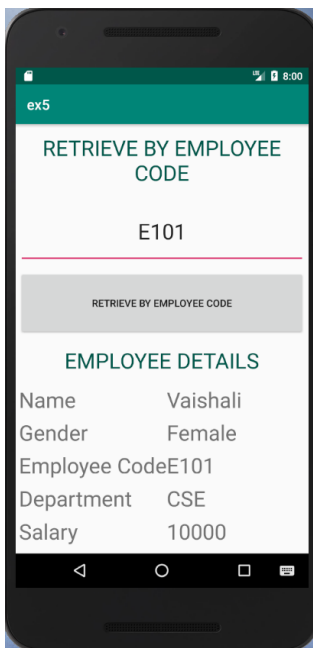 8:00
ex5
RETRIEVE BY EMPLOYEE
CODE
E101
RETRIEVE BY EMPLOYEE CODE
EMPLOYEE DETAILS
Name Vaishali
Gender Female
Employee CodeE101
Department CSE
Salary 10000